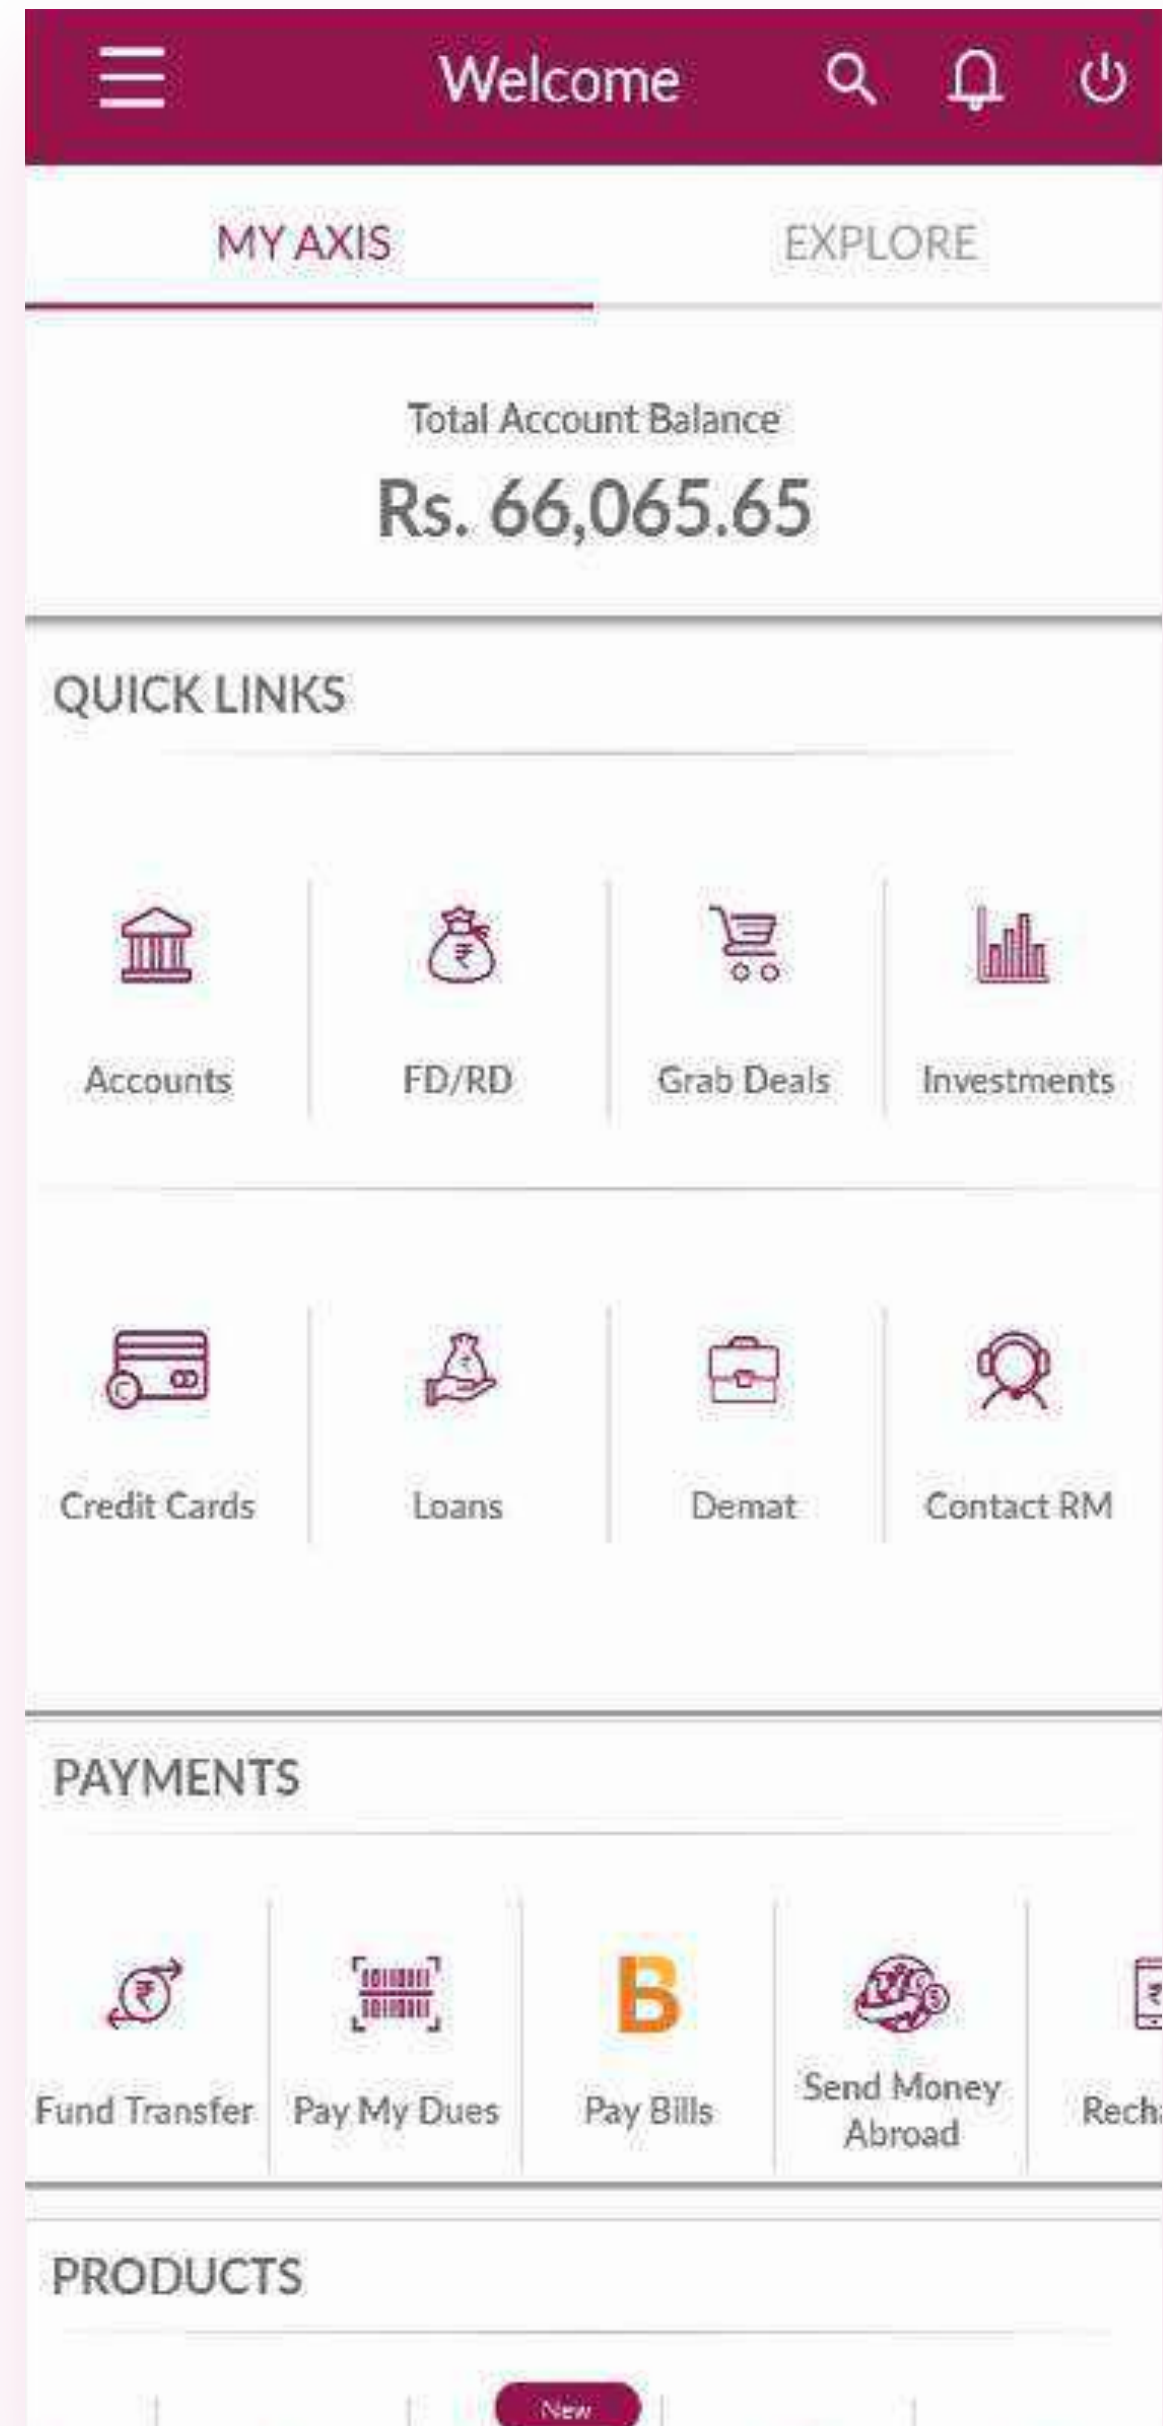 Welcome
MY AXIS EXPLORE
Total Account Balance
Rs. 66,065.65
QUICK LINKS
Accounts FD/RD Grab Deals Investments
Credit Cards Loans Demat Contact RM
PAYMENTS
B
Fund Transfer Pay My Dues Pay Bills Send Money
Abroad Recha
PRODUCTS
New